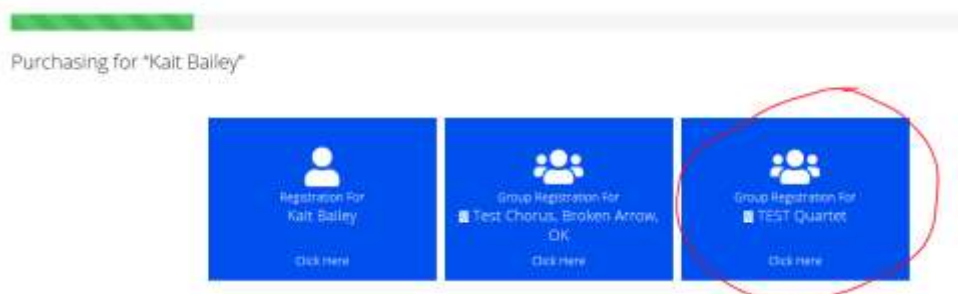 Purchasing for "Kait Bailey"
Registration For
Kait Bailey
Click Here
Group Registration For
Test Chorus, Broken Arrow,
OK
Click Here
Group Registration For
TEST Quartet
Click Here